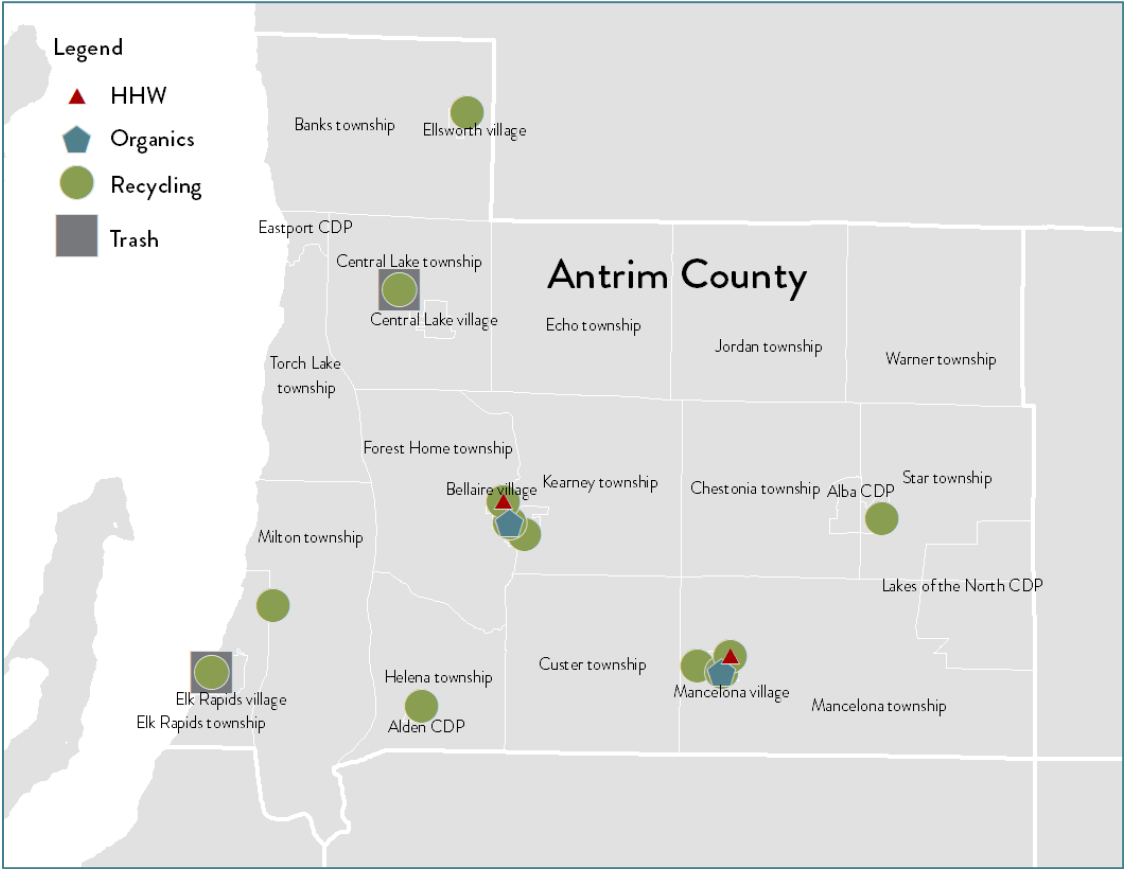 Legend
HHW
Organics
Recycling
Trash
Banks township
Ellsworth village
Eastport CDP
Central Lake township
Antrim County
Central Lake village
Echo township
Jordan township
Warner township
Torch Lake
township
Forest Home township
Bellaire village
Kearney township
Chestonia township
Alba CDP
Star township
Milton township
Lakes of the North CDP
Custer township
Helena township
Mancelona village
Mancelona township
Elk Rapids village
Elk Rapids township
Alden CDP